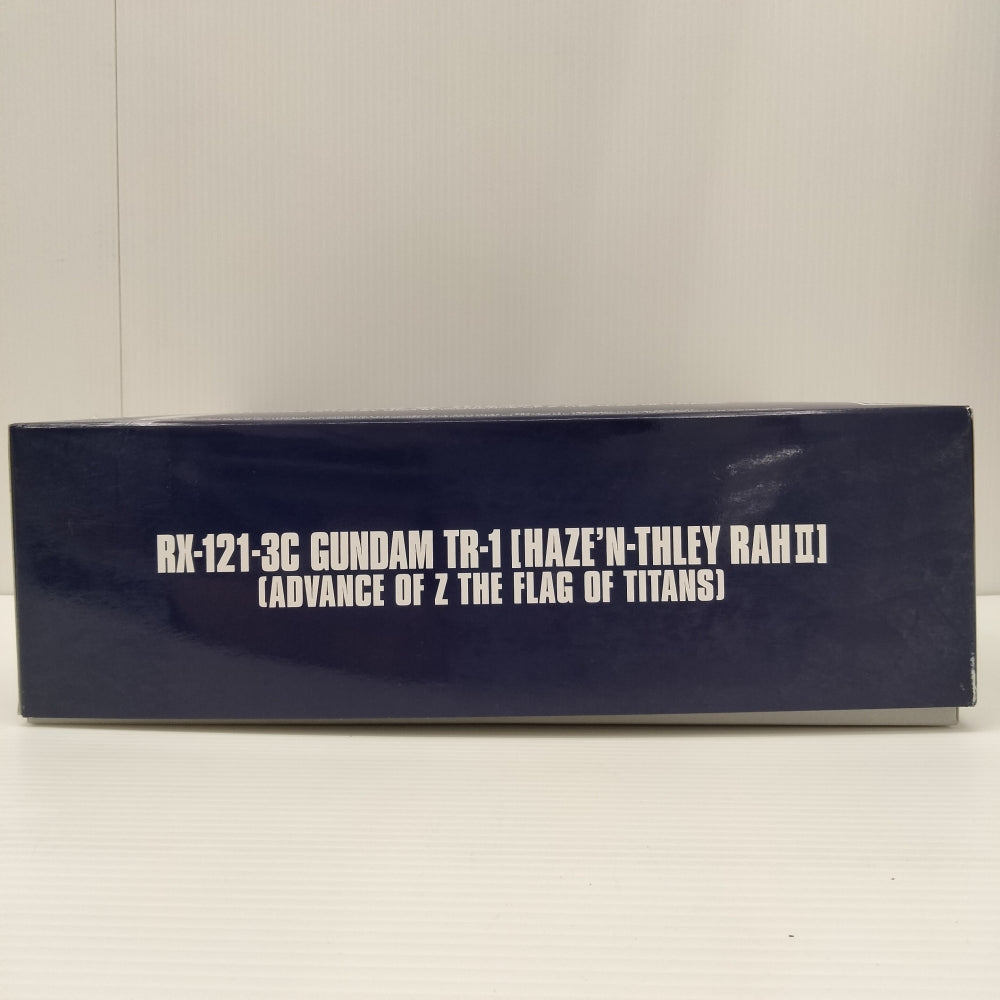 RX-121-3C GUNDAM TR-1 [HAZE'N-THLEY RAH II]
(ADVANCE OF Z THE FLAG OF TITANS)